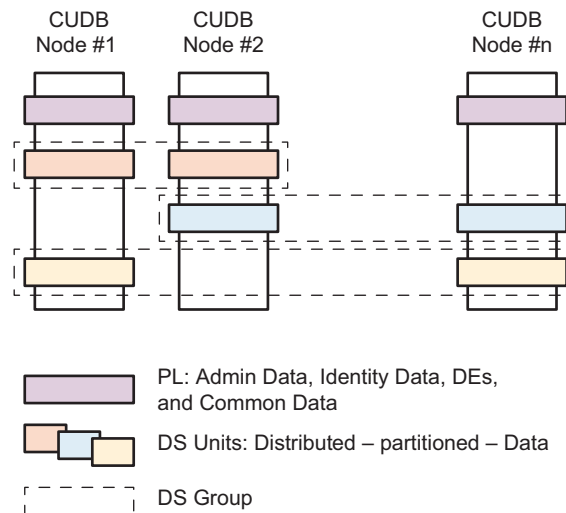 CUDB
Node #1
CUDB
Node #2
CUDB
Node #n
PL: Admin Data, Identity Data, DEs,
and Common Data
DS Units: Distributed – partitioned – Data
DS Group